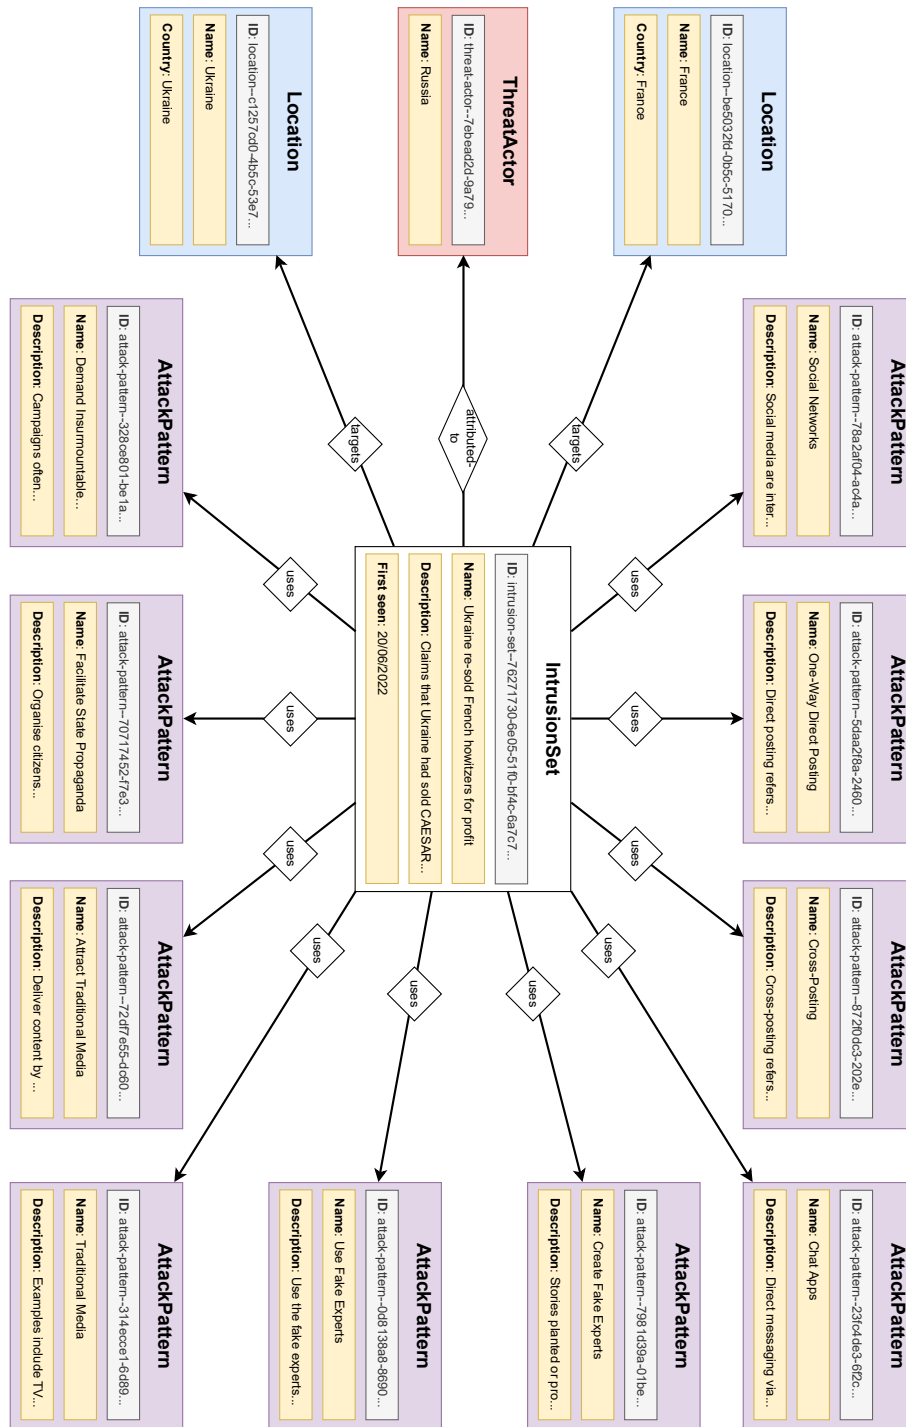 Location
ID: location--be5032fd-0b5c-5170...
Name: France
Country: France
ThreatActor
ID: threat-actor--7ebead2d-9a79...
Name: Russia
Location
ID: location--c1257cd0-4b5c-53e7...
Name: Ukraine
Country: Ukraine
targets
attributed-
to
targets
AttackPattern
ID: attack-pattern--78a2af04-ac4a...
Name: Social Networks
Description: Social media are inter...
uses
AttackPattern
ID: attack-pattern--5daa2f8a-2460...
Name: One-Way Direct Posting
Description: Direct posting refers...
uses
AttackPattern
ID: attack-pattern--872f0dc3-202e...
Name: Cross-Posting
Description: Cross-posting refers...
uses
AttackPattern
ID: attack-pattern--23fc4de3-6f2c...
Name: Chat Apps
Description: Direct messaging via...
uses
IntrusionSet
ID: intrusion-set--76271730-6e05-51f0-bf4c-6a7c7...
Name: Ukraine re-sold French howitzers for profit
Description: Claims that Ukraine had sold CAESAR...
First seen: 20/06/2022
uses
AttackPattern
ID: attack-pattern--7981d39a-01be...
Name: Create Fake Experts
Description: Stories planted or pro...
uses
AttackPattern
ID: attack-pattern--0d8138a8-8690...
Name: Use Fake Experts
Description: Use the fake experts...
uses
AttackPattern
ID: attack-pattern--328ce801-be1a...
Name: Demand Insurmountable...
Description: Campaigns often...
uses
AttackPattern
ID: attack-pattern--70717452-f7e3...
Name: Facilitate State Propaganda
Description: Organise citizens...
uses
AttackPattern
ID: attack-pattern--72df7e55-dc60...
Name: Attract Traditional Media
Description: Deliver content by ...
uses
AttackPattern
ID: attack-pattern--314ecce1-6d89...
Name: Traditional Media
Description: Examples include TV...